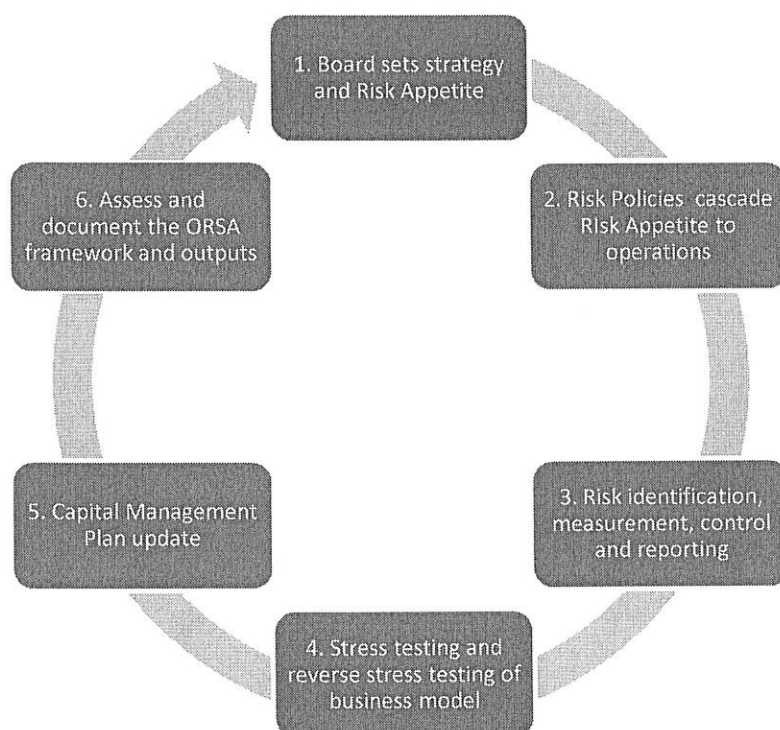 1. Board sets strategy
and Risk Appetite
2. Risk Policies cascade
Risk Appetite to
operations
3. Risk identification,
measurement, control
and reporting
4. Stress testing and
reverse stress testing of
business model
5. Capital Management
Plan update
6. Assess and
document the ORSA
framework and outputs